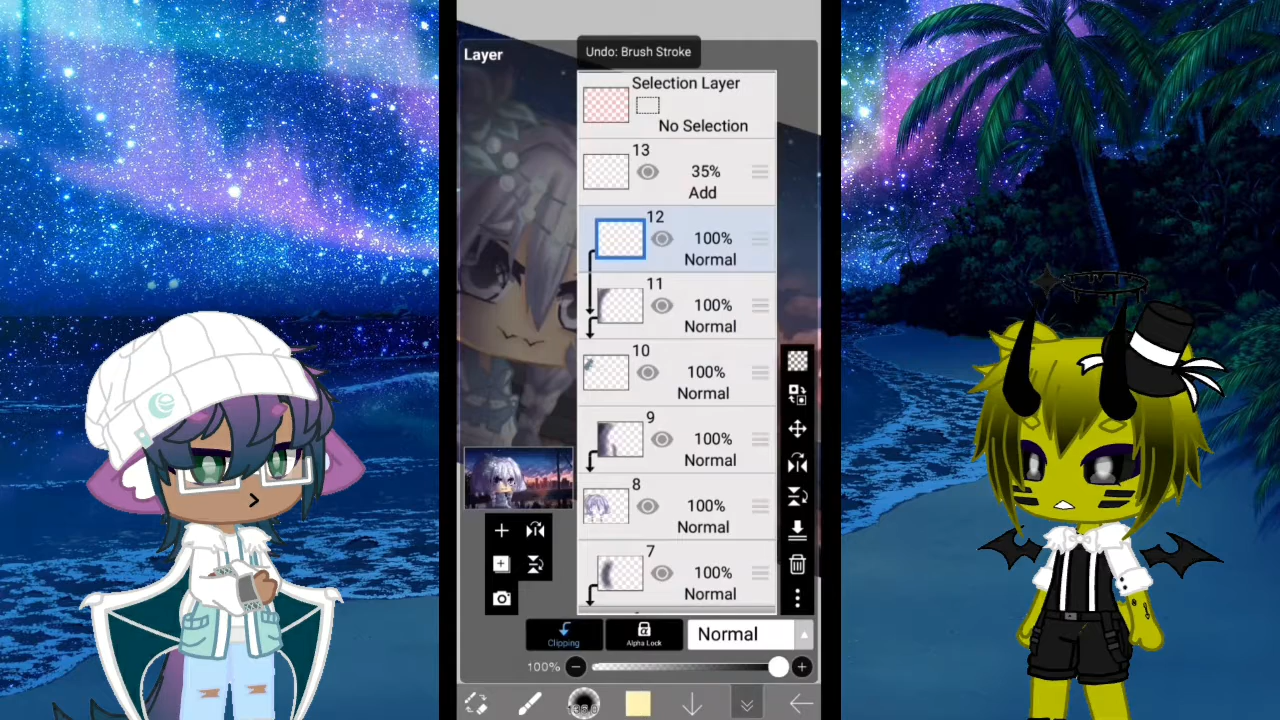 Layer
Undo: Brush Stroke
Selection Layer
No Selection
13
35%
Add
12
100%
Normal
11
100%
Normal
10
100%
Normal
9
100%
Normal
8
100%
Normal
7
100%
Normal
Clipping
α
Alpha Lock
Normal
100%